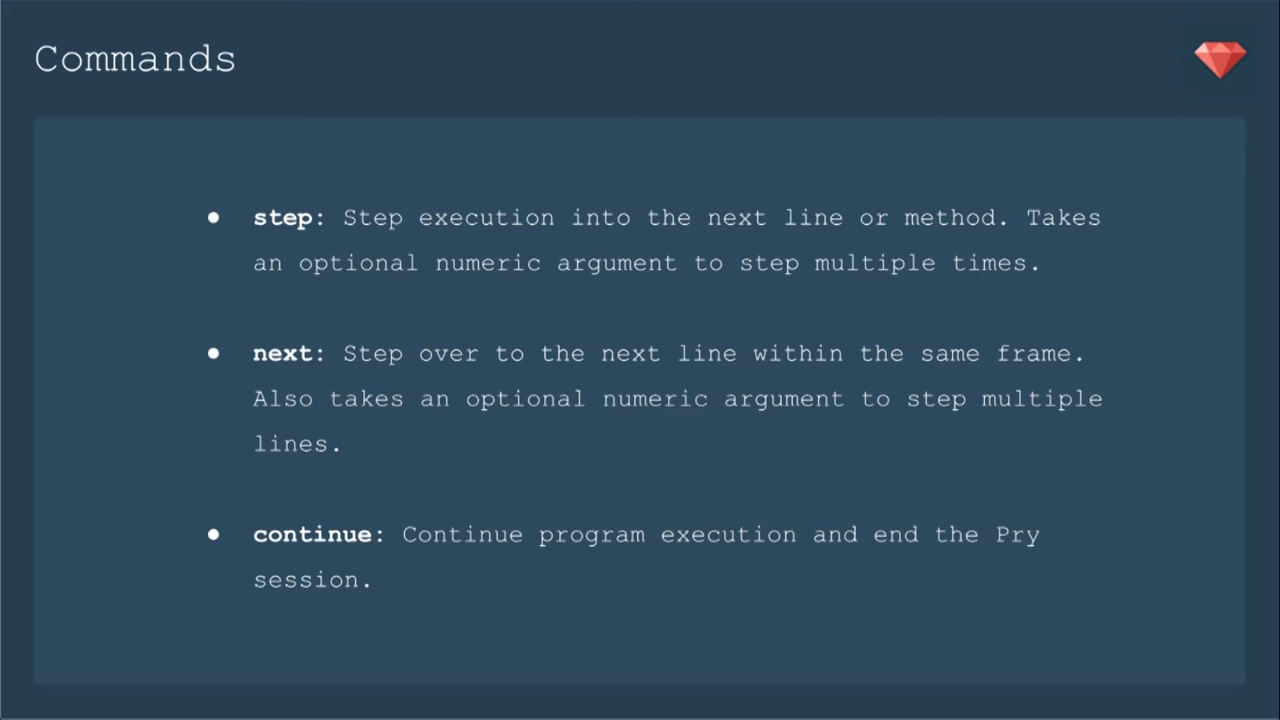 Commands
● step: Step execution into the next line or method. Takes
an optional numeric argument to step multiple times.
● next: Step over to the next line within the same frame.
Also takes an optional numeric argument to step multiple
lines.
● continue: Continue program execution and end the Pry
session.